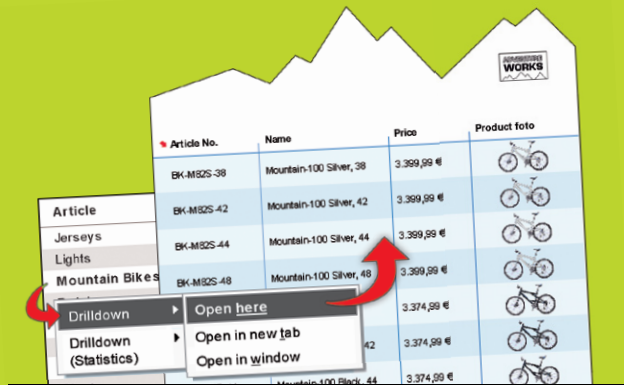 ADVENTURE
WORKS
Article No. Name Price Product foto
BK-M82S-38 Mountain-100 Silver, 38 3.399,99 €
BK-M82S-42 Mountain-100 Silver, 42 3.399,99 €
BK-M82S-44 Mountain-100 Silver, 44 3.399,99 €
BK-M82S-48 Mountain-100 Silver, 48 3.399,99 €
3.374,99 €
42 3.374,99 €
Mountain-100 Black, 44 3.374,99 €
Article
Jerseys
Lights
Mountain Bikes
Drilldown
Drilldown
(Statistics)
Open here
Open in new tab
Open in window